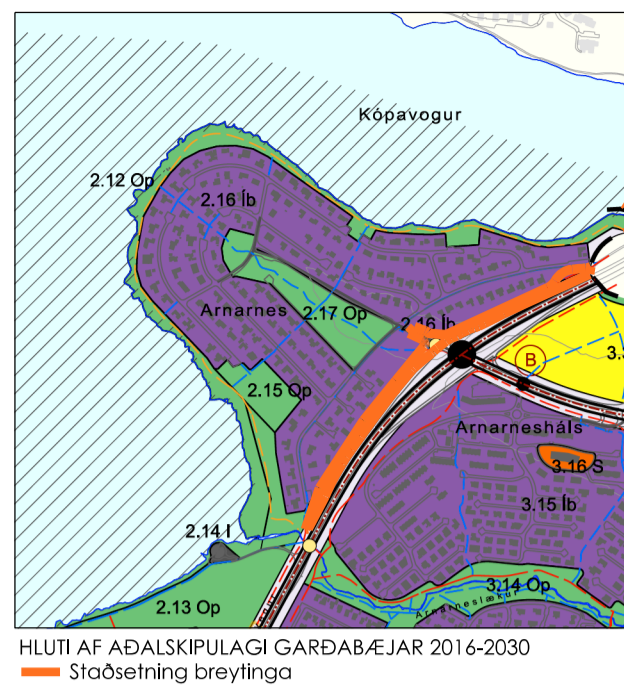 Kópavogur
2.12 Op
2.16 Íb
Arnarnes
2.17 Op
2.16 Íb
B
2.15 Op
Arnarnesháls
3.16 S
3.15 Íb
2.14 I
3.14 Op
2.13 Op
Arnarneslækur
HLUTI AF AÐALSKIPULAGI GARÐABÆJAR 2016-2030
Staðsetning breytinga